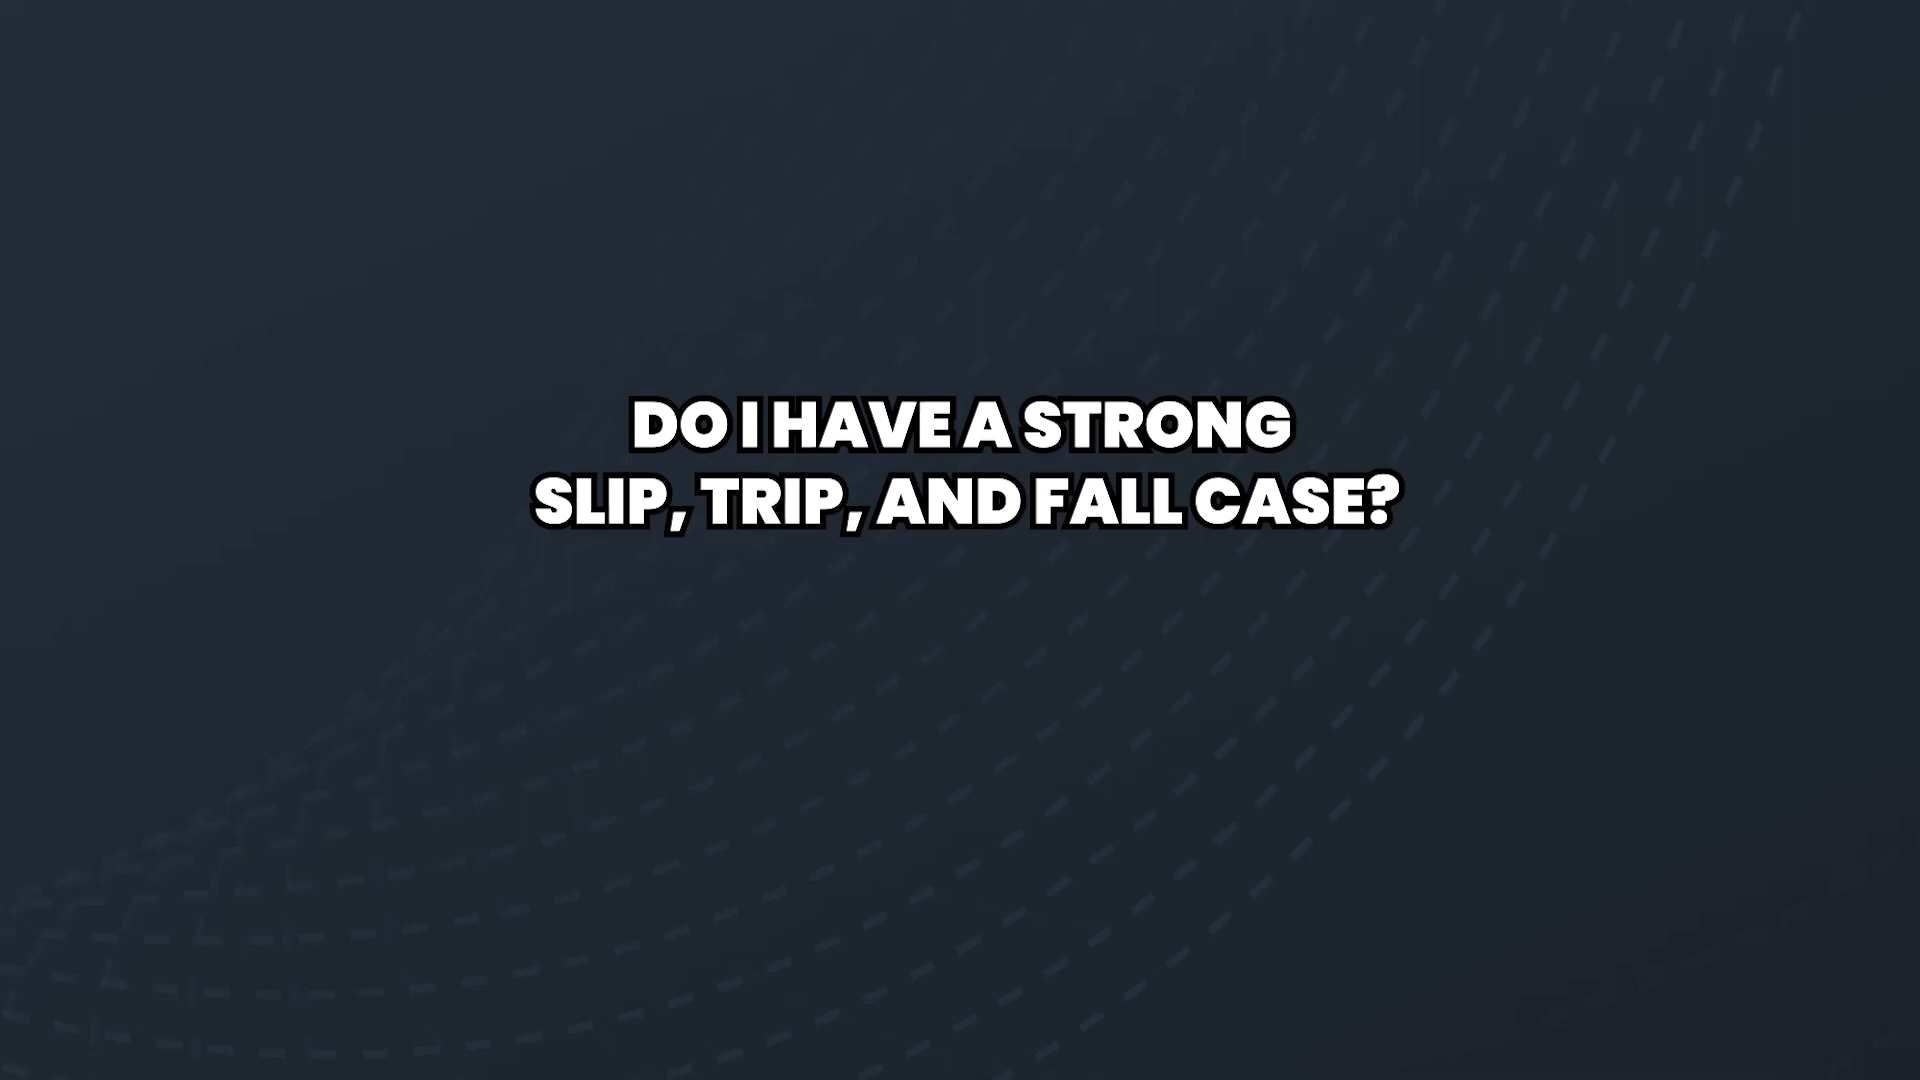 DO I HAVE A STRONG
SLIP, TRIP, AND FALL CASE?